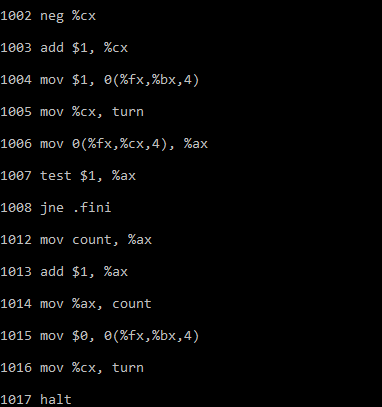 1002 neg %cx
1003 add $1, %cx
1004 mov $1, 0(%fx,%bx,4)
1005 mov %cx, turn
1006 mov 0(%fx,%cx,4), %ax
1007 test $1, %ax
1008 jne .fini
1012 mov count, %ax
1013 add $1, %ax
1014 mov %ax, count
1015 mov $0, 0(%fx,%bx,4)
1016 mov %cx, turn
1017 halt